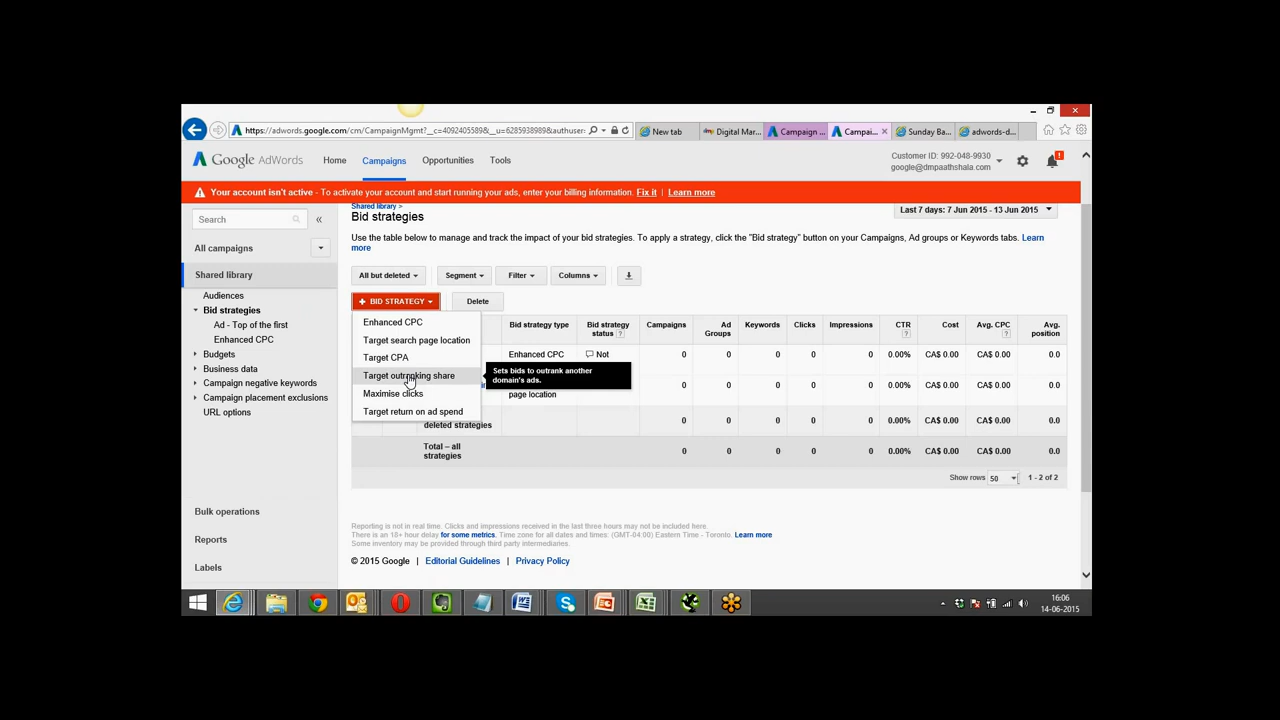 https://adwords.google.com/cm/CampaignMgmt?__c=4092405589&__u=6285938989&authuser:
New tab
Digital Mar...
Campaign ...
Campai...
Sunday Ba...
adwords-d...
Google AdWords
Home
Campaigns
Opportunities
Tools
Customer ID: 992-048-9930
google@dmpaathshala.com
Your account isn't active - To activate your account and start running your ads, enter your billing information. Fix it | Learn more
Search
«
All campaigns
Shared library
Audiences
Bid strategies
Ad - Top of the first
Enhanced CPC
Budgets
Business data
Campaign negative keywords
Campaign placement exclusions
URL options
Bulk operations
Reports
Labels
Shared library >
Bid strategies
Last 7 days: 7 Jun 2015 - 13 Jun 2015
Use the table below to manage and track the impact of your bid strategies. To apply a strategy, click the "Bid strategy" button on your Campaigns, Ad groups or Keywords tabs. Learn
more
All but deleted
Segment
Filter
Columns
+ BID STRATEGY
Delete
Enhanced CPC
Target search page location
Target CPA
Target outranking share
Maximise clicks
Target return on ad spend
Sets bids to outrank another
domain's ads.
Bid strategy type
Bid strategy
status ?
Campaigns
Ad
Groups
Keywords
Clicks
Impressions
CTR
?
Cost
Avg. CPC
?
Avg.
position
Enhanced CPC
Not
0 0 0 0 0 0.00% CA$ 0.00 CA$ 0.00 0.0
page location
0 0 0 0 0 0.00% CA$ 0.00 CA$ 0.00 0.0
deleted strategies
0 0 0 0 0 0.00% CA$ 0.00 CA$ 0.00 0.0
Total – all
strategies
0 0 0 0 0 0.00% CA$ 0.00 CA$ 0.00 0.0
Show rows 50 1 - 2 of 2
Reporting is not in real time. Clicks and impressions received in the last three hours may not be included here.
There is an 18+ hour delay for some metrics. Time zone for all dates and times: (GMT-04:00) Eastern Time - Toronto. Learn more
Some inventory may be provided through third party intermediaries.
© 2015 Google | Editorial Guidelines | Privacy Policy
16:06
14-06-2015